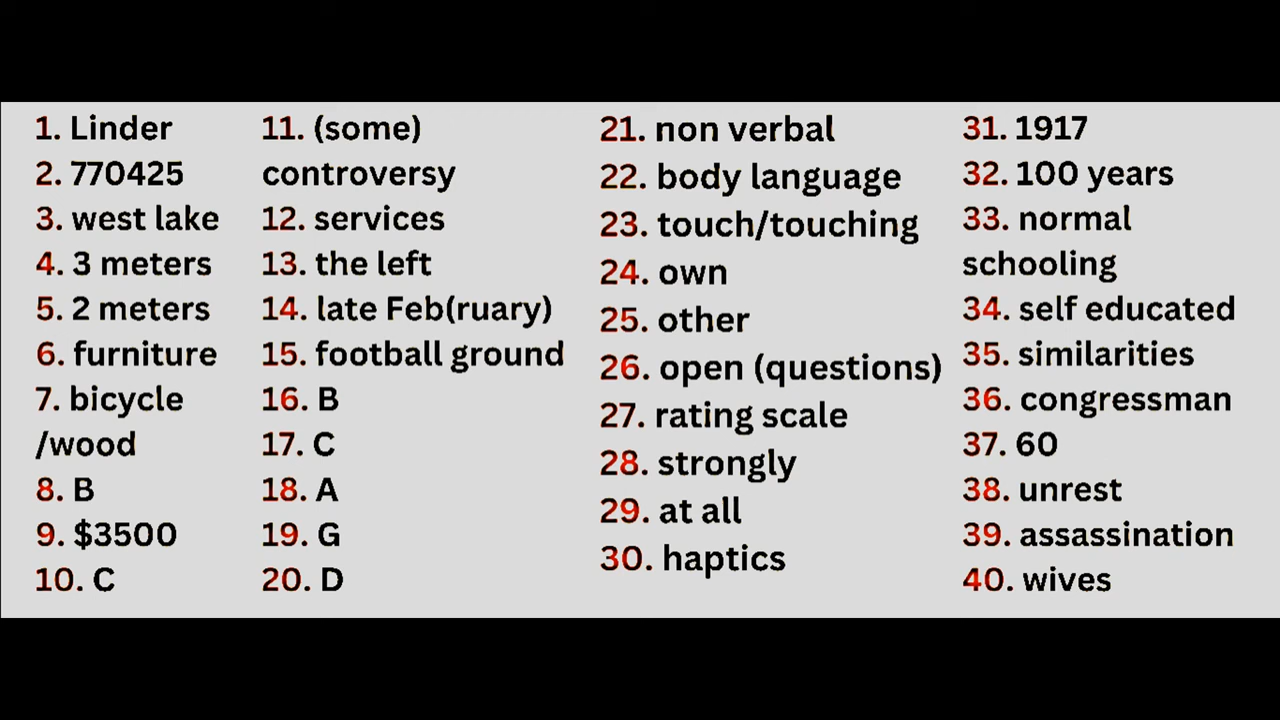 1. Linder
2. 770425
3. west lake
4. 3 meters
5. 2 meters
6. furniture
7. bicycle
/wood
8. B
9. $3500
10. C
11. (some)
controversy
12. services
13. the left
14. late Feb(ruary)
15. football ground
16. B
17. C
18. A
19. G
20. D
21. non verbal
22. body language
23. touch/touching
24. own
25. other
26. open (questions)
27. rating scale
28. strongly
29. at all
30. haptics
31. 1917
32. 100 years
33. normal
schooling
34. self educated
35. similarities
36. congressman
37. 60
38. unrest
39. assassination
40. wives